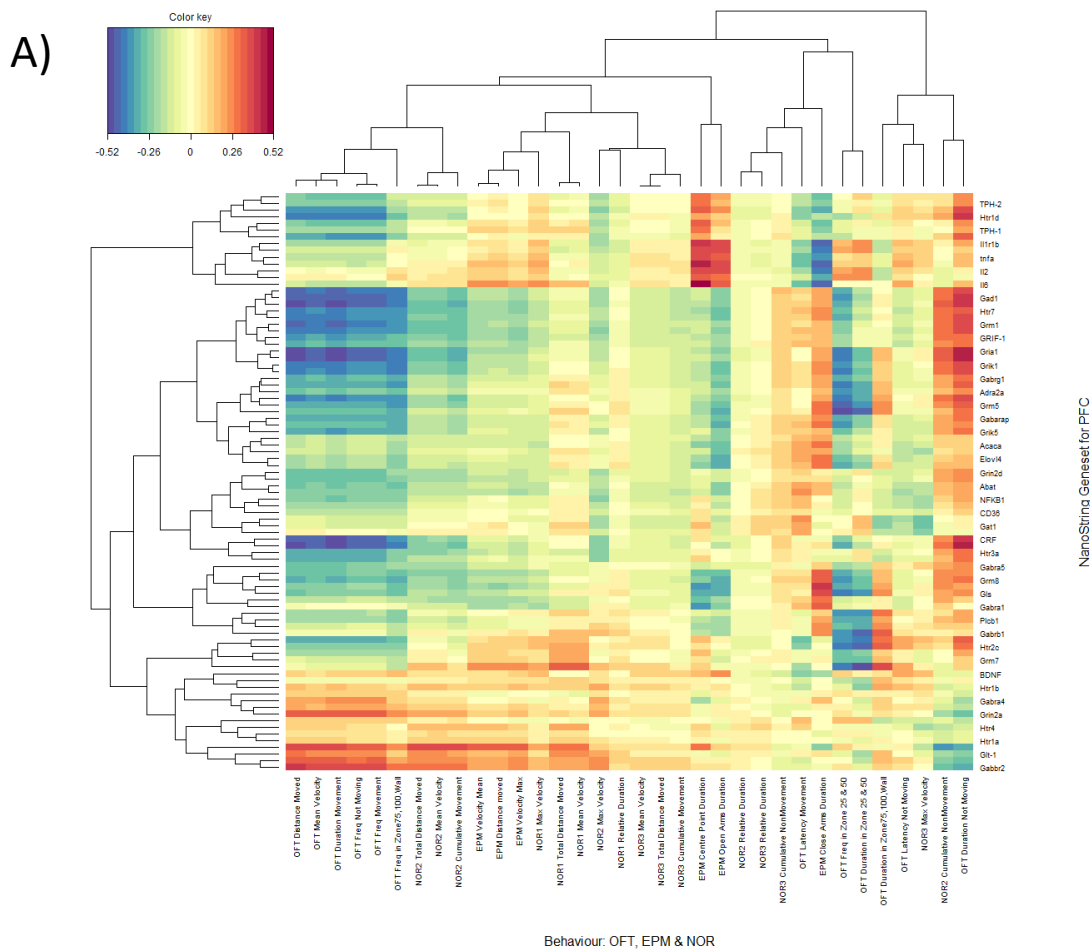 A)
Color key
-0.52 -0.26 0 0.26 0.52
TPH-2
Htr1d
TPH-1
Il1r1b
tnfa
Il2
Il6
Gad1
Htr7
Grm1
GRIF-1
Gria1
Grik1
Gabrg1
Adra2a
Grm5
Gabarap
Grik5
Acaca
Elovl4
Grin2d
Abat
NFKB1
CD38
Gat1
CRF
Htr3a
Gabra5
Grm8
Gls
Gabra1
Plcb1
Gabrb1
Htr2c
Grm7
BDNF
Htr1b
Gabra4
Grin2a
Htr4
Htr1a
Glt-1
Gabbr2
NanoString Geneset for PFC
OFT Distance Moved
OFT Mean Velocity
OFT Duration Movement
OFT Freq Not Moving
OFT Freq Movement
OFT Freq in Zone75,100,Wall
NOR2 Total Distance Moved
NOR2 Mean Velocity
NOR2 Cumulative Movement
EPM Velocity Mean
EPM Distance moved
EPM Velocity Max
NOR1 Max Velocity
NOR1 Total Distance Moved
NOR1 Mean Velocity
NOR2 Max Velocity
NOR1 Relative Duration
NOR3 Mean Velocity
NOR3 Total Distance Moved
NOR3 Cumulative Movement
EPM Centre Point Duration
EPM Open Arms Duration
NOR2 Relative Duration
NOR3 Relative Duration
NOR3 Cumulative NonMovement
OFT Latency Movement
EPM Close Arms Duration
OFT Freq in Zone 25 & 50
OFT Duration in Zone 25 & 50
OFT Duration in Zone75,100,Wall
OFT Latency Not Moving
NOR3 Max Velocity
NOR2 Cumulative NonMovement
OFT Duration Not Moving
Behaviour: OFT, EPM & NOR